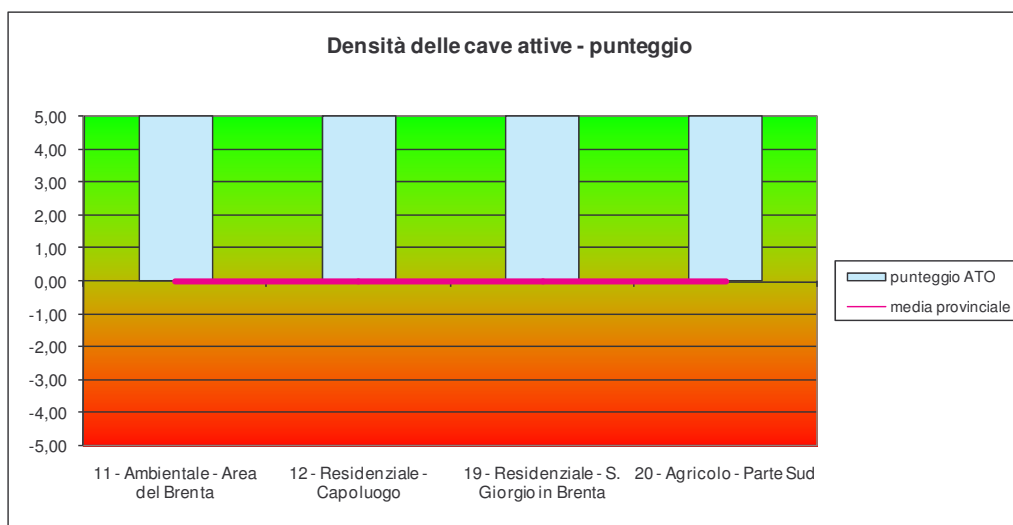 Densità delle cave attive - punteggio
5,00
4,00
3,00
2,00
1,00
0,00
-1,00
-2,00
-3,00
-4,00
-5,00
11 - Ambientale - Area
del Brenta
12 - Residenziale -
Capoluogo
19 - Residenziale - S.
Giorgio in Brenta
20 - Agricolo - Parte Sud
punteggio ATO
media provinciale